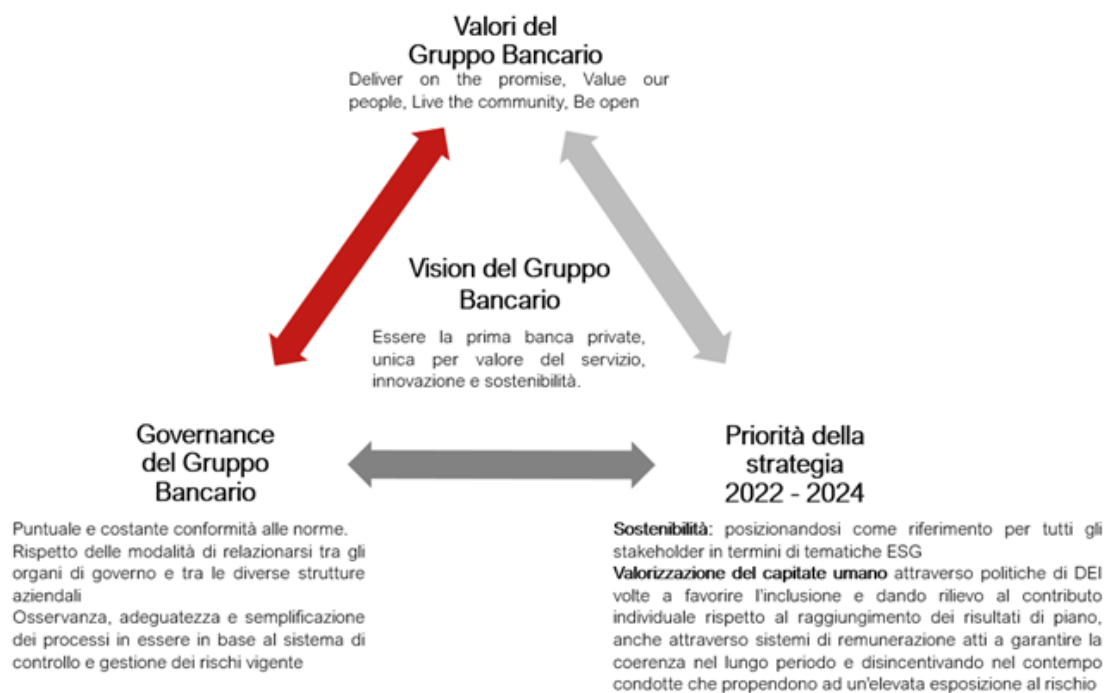 Valori del
Gruppo Bancario
Deliver on the promise, Value our
people, Live the community, Be open
Vision del Gruppo
Bancario
Essere la prima banca private,
unica per valore del servizio,
innovazione e sostenibilità.
Governance
del Gruppo
Bancario
Puntuale e costante conformità alle norme.
Rispetto delle modalità di relazionarsi tra gli
organi di governo e tra le diverse strutture
aziendali
Osservanza, adeguatezza e semplificazione
dei processi in essere in base al sistema di
controllo e gestione dei rischi vigente
Priorità della
strategia
2022 - 2024
Sostenibilità: posizionandosi come riferimento per tutti gli
stakeholder in termini di tematiche ESG
Valorizzazione del capitate umano attraverso politiche di DEI
volte a favorire l'inclusione e dando rilievo al contributo
individuale rispetto al raggiungimento dei risultati di piano,
anche attraverso sistemi di remunerazione atti a garantire la
coerenza nel lungo periodo e disincentivando nel contempo
condotte che propendono ad un'elevata esposizione al rischio